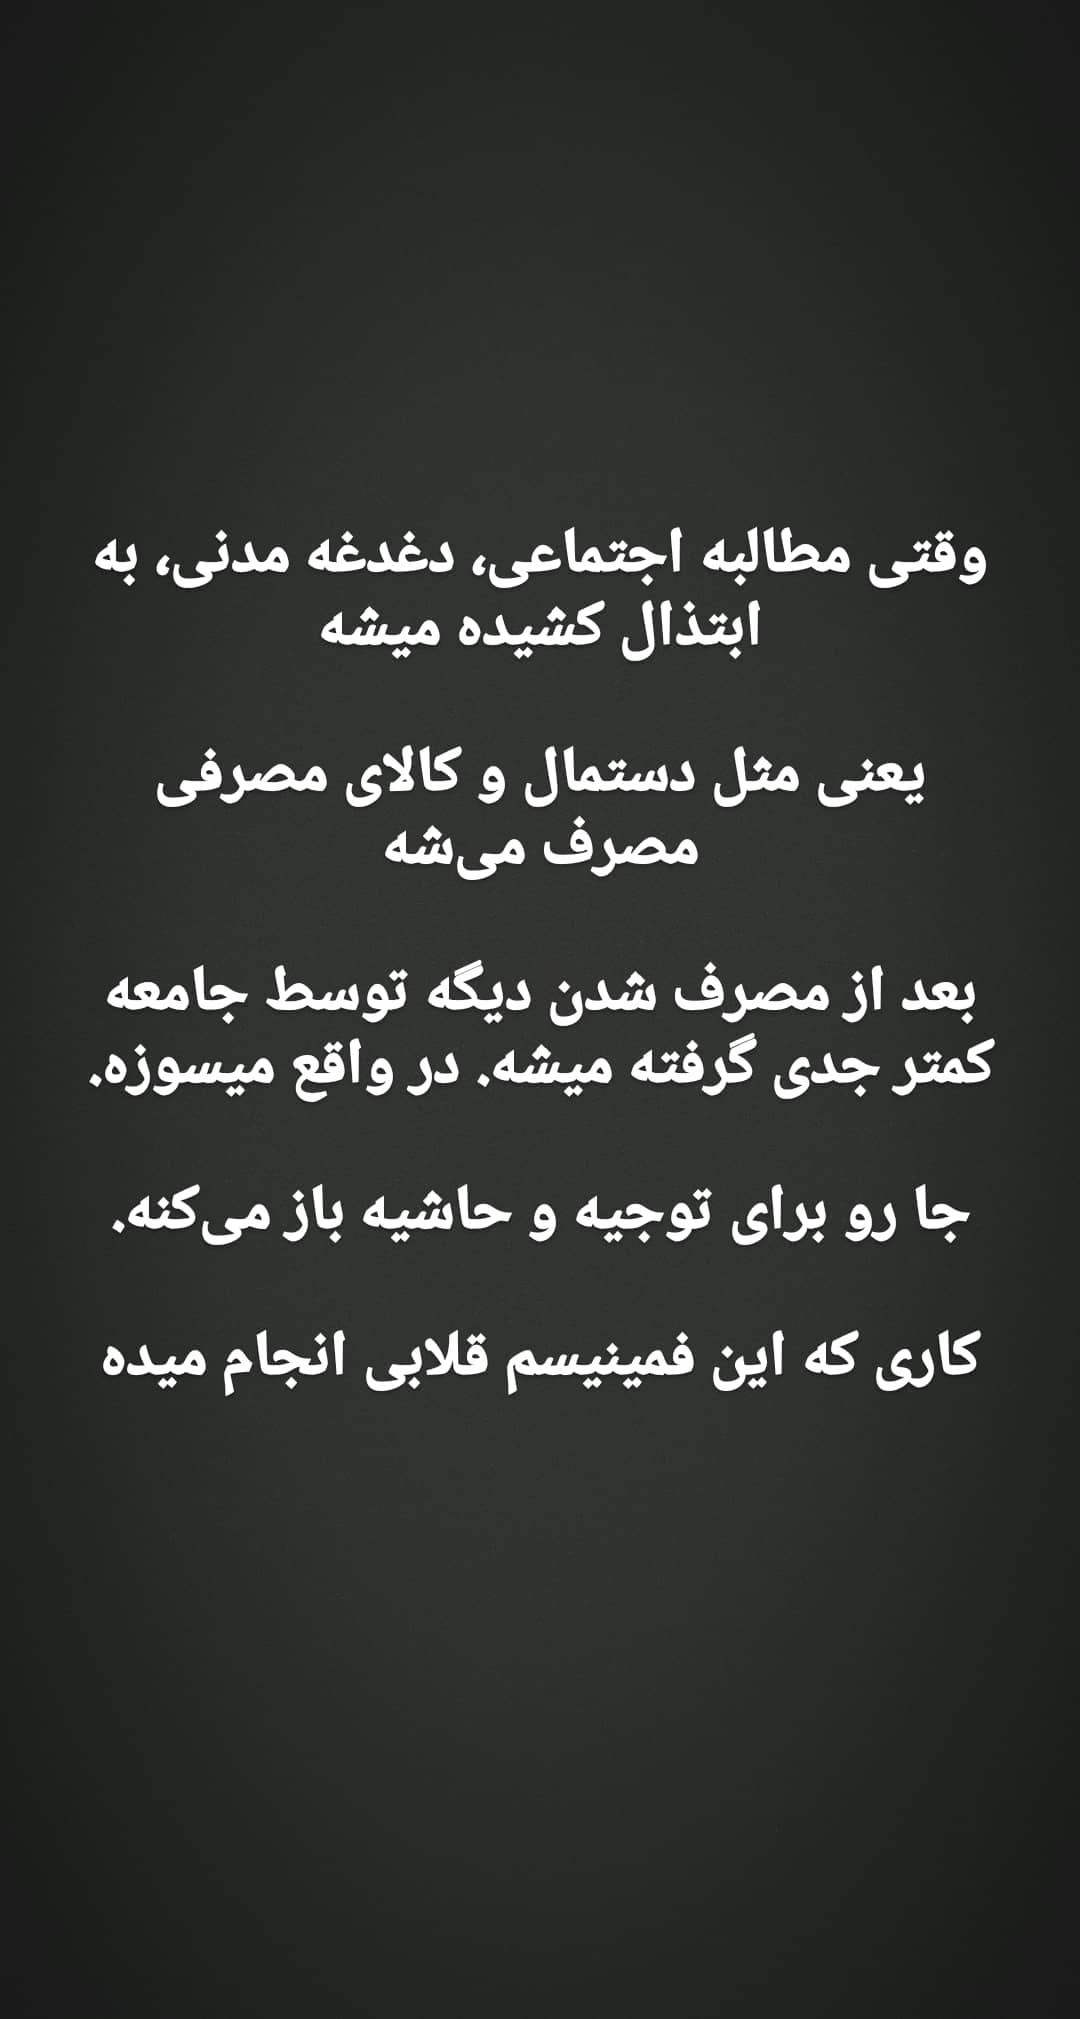 وقتی مطالبه اجتماعی، دغدغه مدنی، به
ابتذال کشیده میشه
یعنی مثل دستمال و کالای مصرفی
مصرف می‌شه
بعد از مصرف شدن دیگه توسط جامعه
کمتر جدی گرفته میشه. در واقع میسوزه.
جا رو برای توجیه و حاشیه باز می‌کنه.
کاری که این فمینیسم قلابی انجام میده